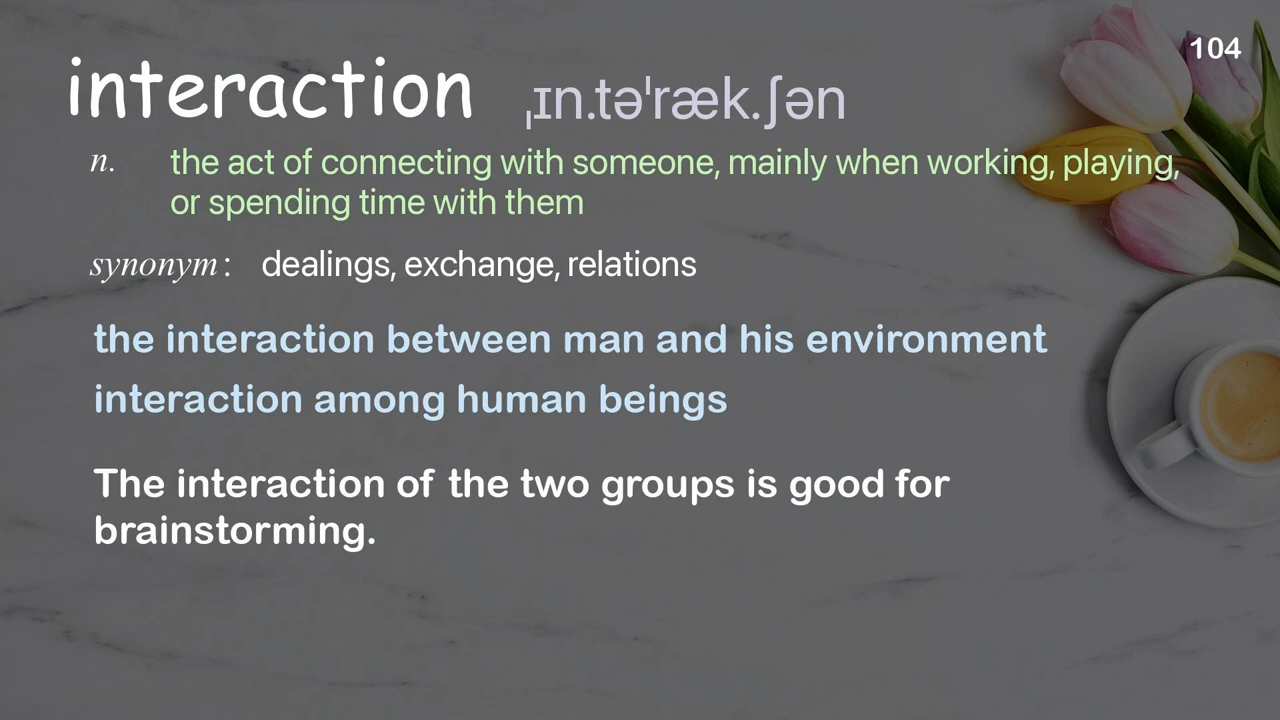 104
interaction ˌɪn.təˈræk.ʃən
n. the act of connecting with someone, mainly when working, playing,
or spending time with them
synonym : dealings, exchange, relations
the interaction between man and his environment
interaction among human beings
The interaction of the two groups is good for
brainstorming.